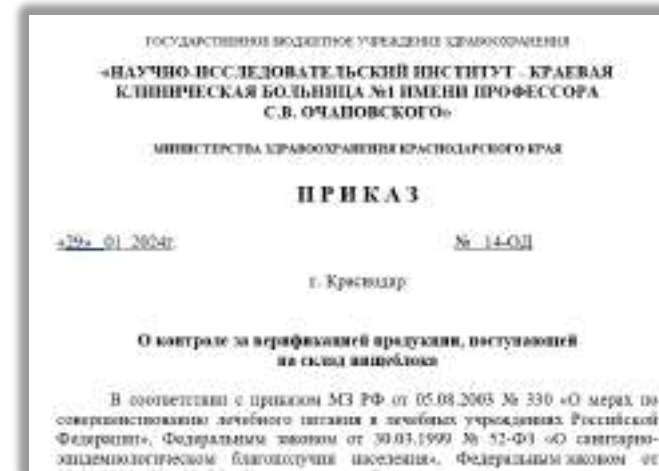 ГОСУДАРСТВЕННОЕ БЮДЖЕТНОЕ УЧРЕЖДЕНИЕ ЗДРАВООХРАНЕНИЯ
«НАУЧНО-ИССЛЕДОВАТЕЛЬСКИЙ ИНСТИТУТ - КРАЕВАЯ
КЛИНИЧЕСКАЯ БОЛЬНИЦА №1 ИМЕНИ ПРОФЕССОРА
С.В. ОЧАПОВСКОГО»
МИНИСТЕРСТВА ЗДРАВООХРАНЕНИЯ КРАСНОДАРСКОГО КРАЯ
П Р И К А З
«29» 01 2024г.
№ 14-ОД
г. Краснодар
О контроле за верификацией продукции, поступающей
на склад пищеблока
В соответствии с приказом МЗ РФ от 05.08.2003 № 330 «О мерах по
совершенствованию лечебного питания в лечебных учреждениях Российской
Федерации», Федеральным законом от 30.03.1999 № 52-ФЗ «О санитарно-
эпидемиологическом благополучии населения», Федеральным законом от